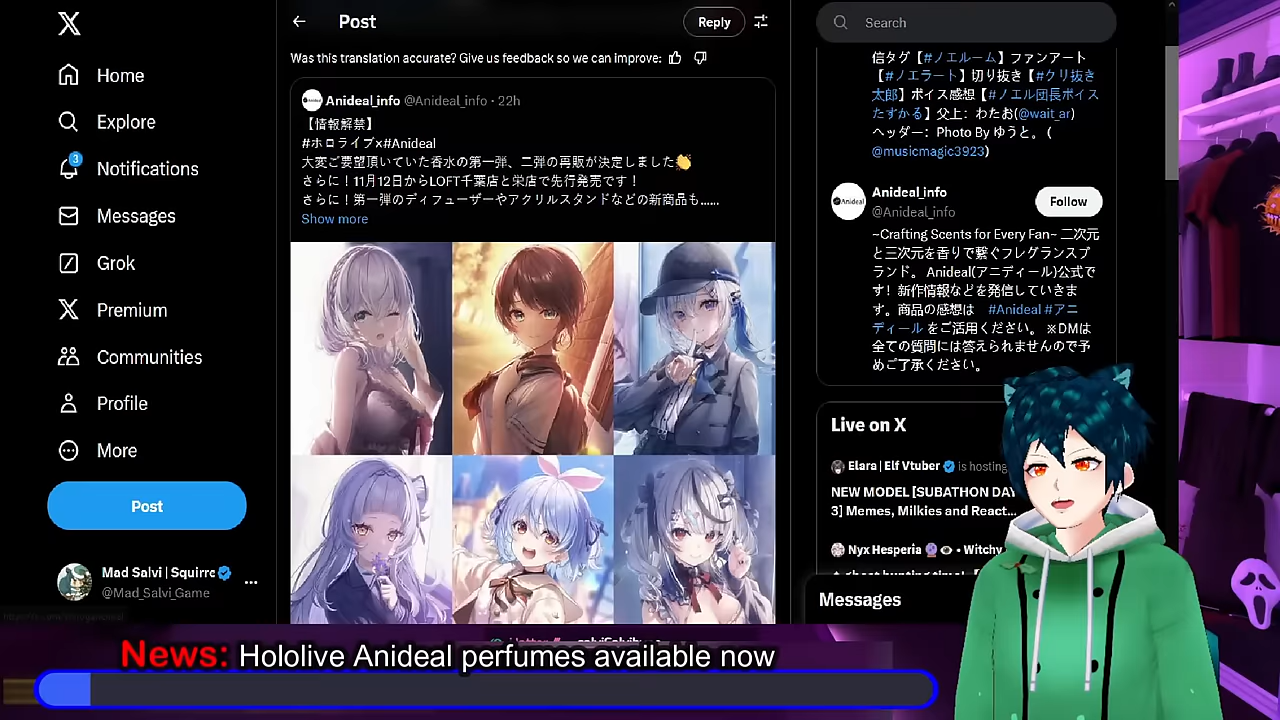 Home
Explore
3
Notifications
Messages
Grok
Premium
Communities
Profile
More
Post
Mad Salvi | Squirre
@Mad_Salvi_Game
Post
Reply
Was this translation accurate? Give us feedback so we can improve:
Anideal_info @Anideal_info · 22h
【情報解禁】
#ホロライブ×#Anideal
大変ご要望頂いていた香水の第一弾、二弾の再販が決定しました👏
さらに！11月12日からLOFT千葉店と栄店で先行発売です！
さらに！第一弾のディフューザーやアクリルスタンドなどの新商品も......
Show more
Search
信タグ【#ノエルーム】ファンアート
【#ノエラート】切り抜き【#クリ抜き
太郎】ボイス感想【#ノエル団長ボイス
たすかる】父上：わたお(@wait_ar)
ヘッダー：Photo By ゆうと。 (
@musicmagic3923)
Anideal_info
@Anideal_info
Follow
~Crafting Scents for Every Fan~ 二次元
と三次元を香りで繋ぐフレグランスブ
ランド。 Anideal(アニディール)公式で
す！新作情報などを発信していきま
す。商品の感想は #Anideal #アニ
ディール をご活用ください。 ※DMは
全ての質問には答えられませんので予
めご了承ください。
Live on X
Elara | Elf Vtuber is hosting
NEW MODEL [SUBATHON DAY
3] Memes, Milkies and React...
Nyx Hesperia 🔮👁 • Witchy
Messages
News: Hololive Anideal perfumes available now